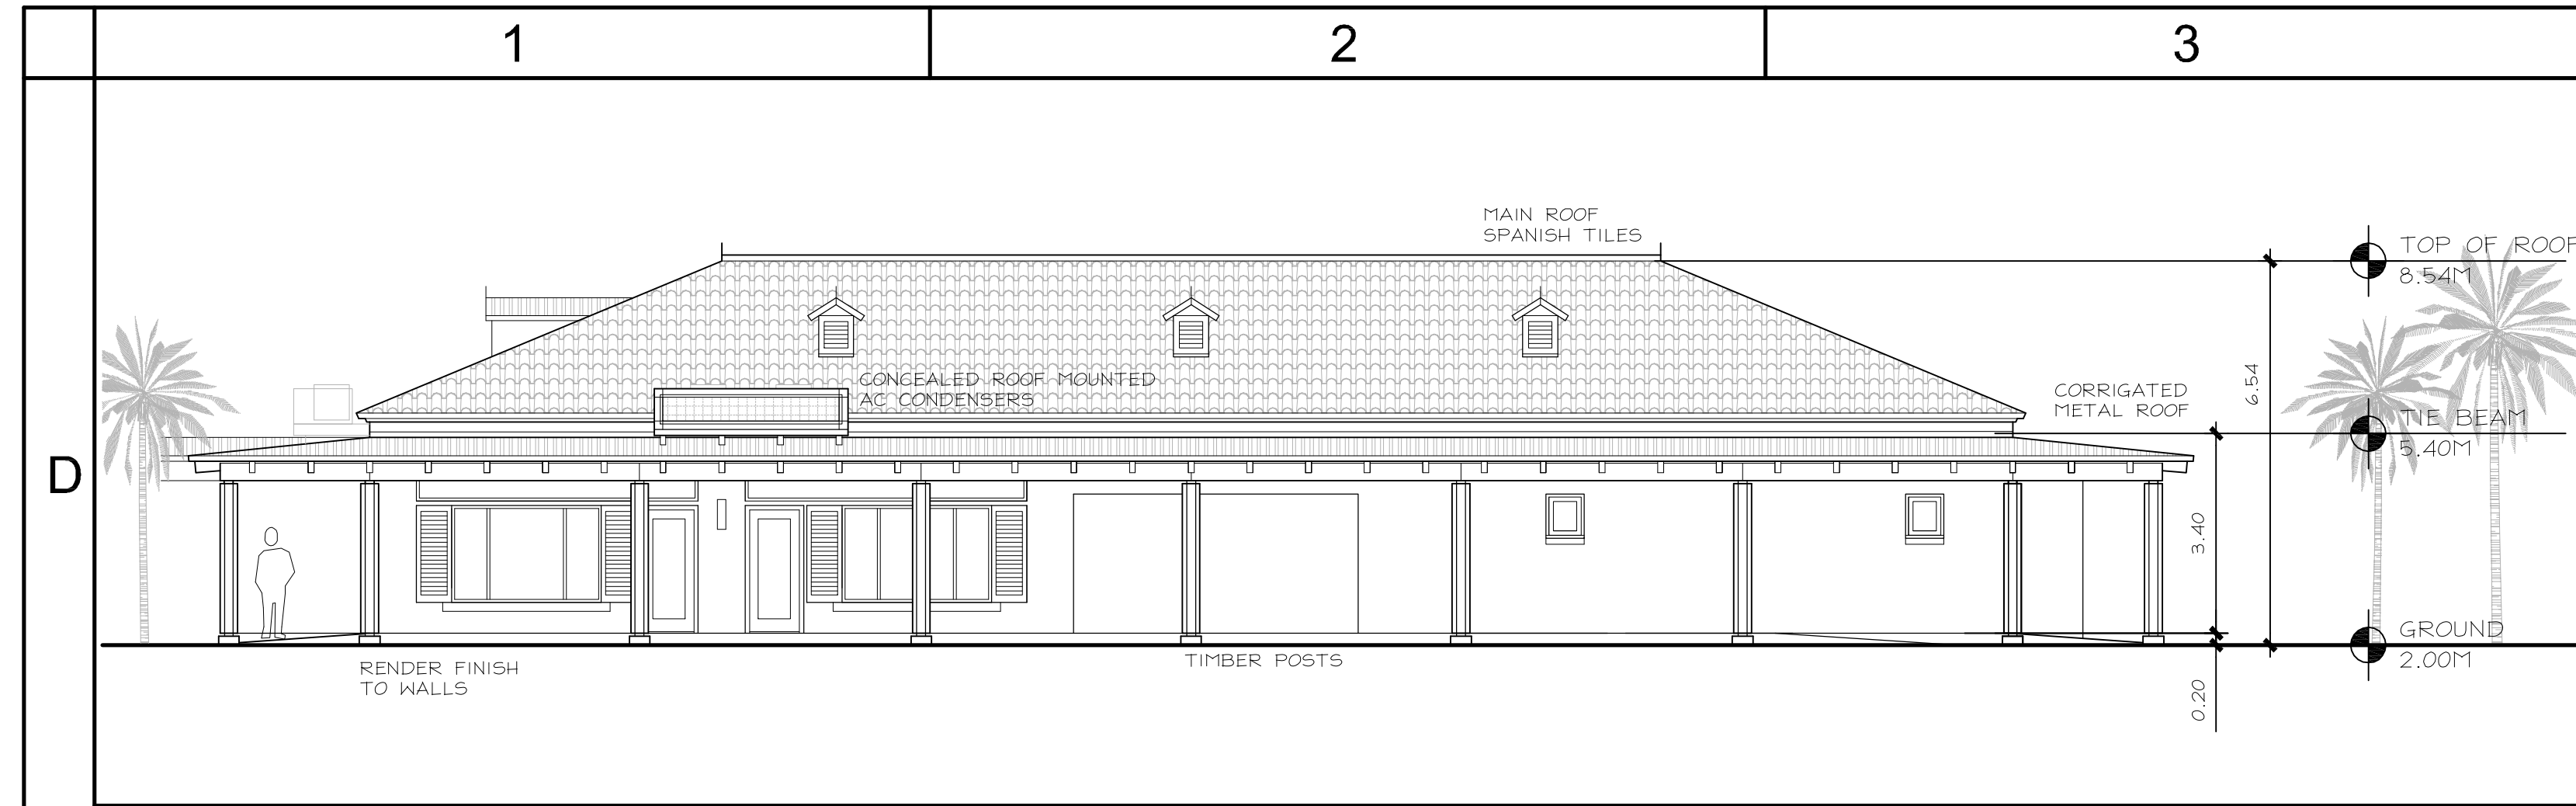 1
2
3
D
MAIN ROOF
SPANISH TILES
TOP OF ROOF
8.54M
CONCEALED ROOF MOUNTED
AC CONDENSERS
6.54
CORRIGATED
METAL ROOF
TIE BEAM
5.40M
3.40
GROUND
2.00M
RENDER FINISH
TO WALLS
TIMBER POSTS
0.20